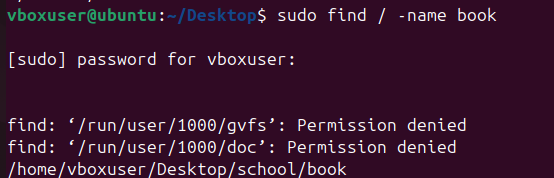 vboxuser@ubuntu:~/Desktop$ sudo find / -name book
[sudo] password for vboxuser:
find: ‘/run/user/1000/gvfs’: Permission denied
find: ‘/run/user/1000/doc’: Permission denied
/home/vboxuser/Desktop/school/book